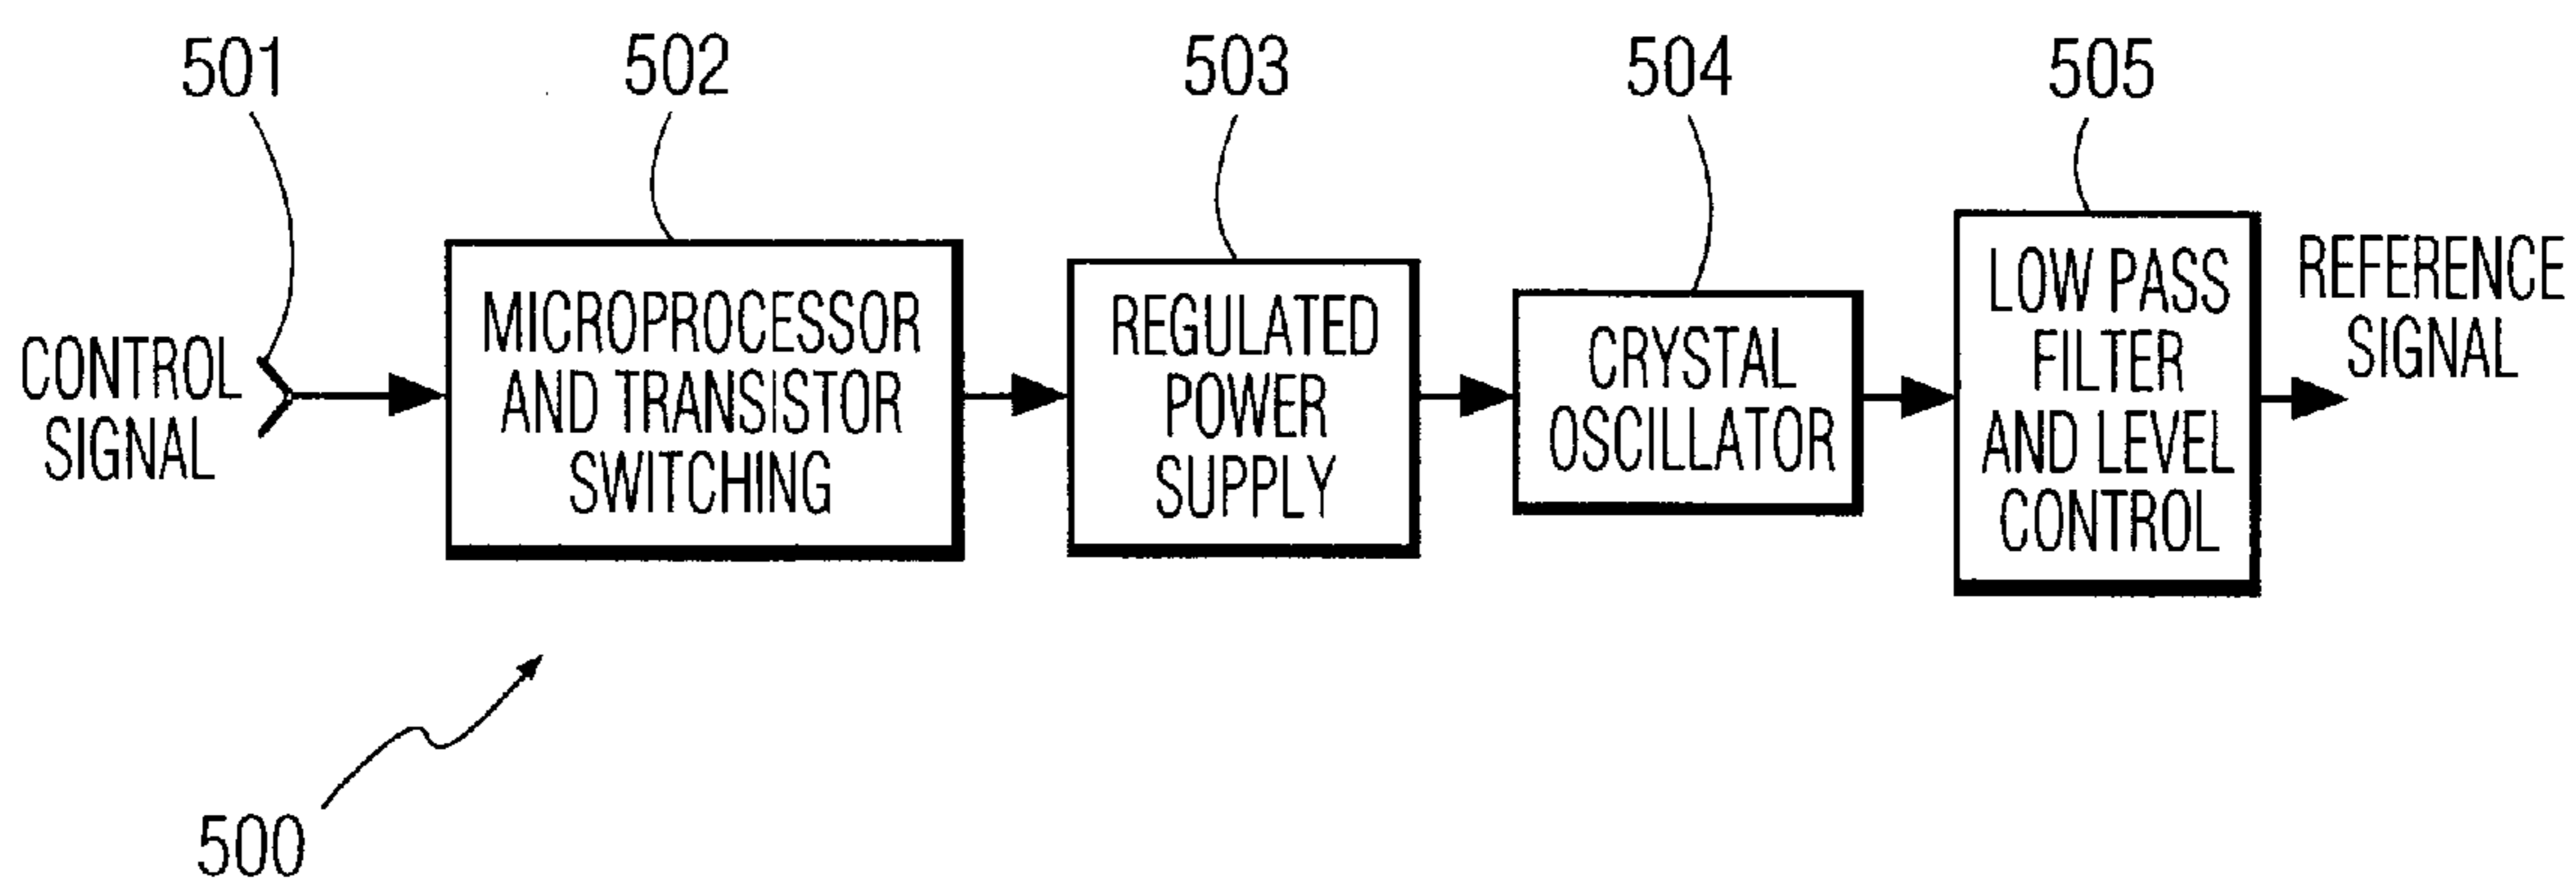 501
502
503
504
505
CONTROL
SIGNAL
MICROPROCESSOR
AND TRANSISTOR
SWITCHING
REGULATED
POWER
SUPPLY
CRYSTAL
OSCILLATOR
LOW PASS
FILTER
AND LEVEL
CONTROL
REFERENCE
SIGNAL
500